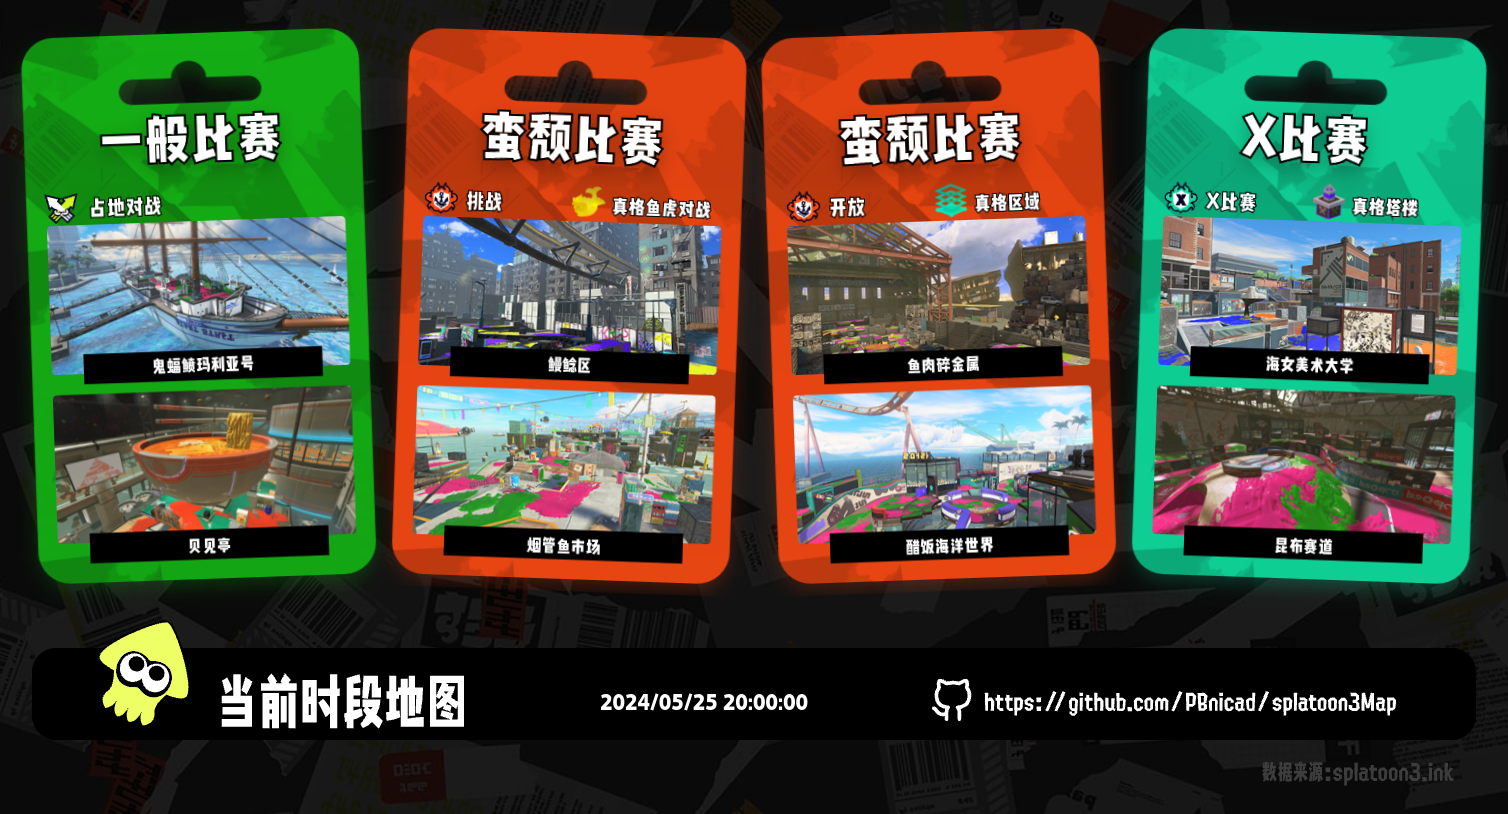 一般比赛
占地对战
鬼蝠鲼玛利亚号
贝见亭
蛮颓比赛
挑战
真格鱼虎对战
鳗鲶区
烟管鱼市场
蛮颓比赛
开放
真格区域
鱼肉碎金属
醋饭海洋世界
X比赛
X比赛
真格塔楼
海女美术大学
昆布赛道
当前时段地图
2024/05/25 20:00:00
https://github.com/PBnicad/splatoon3Map
数据来源:splatoon3.ink